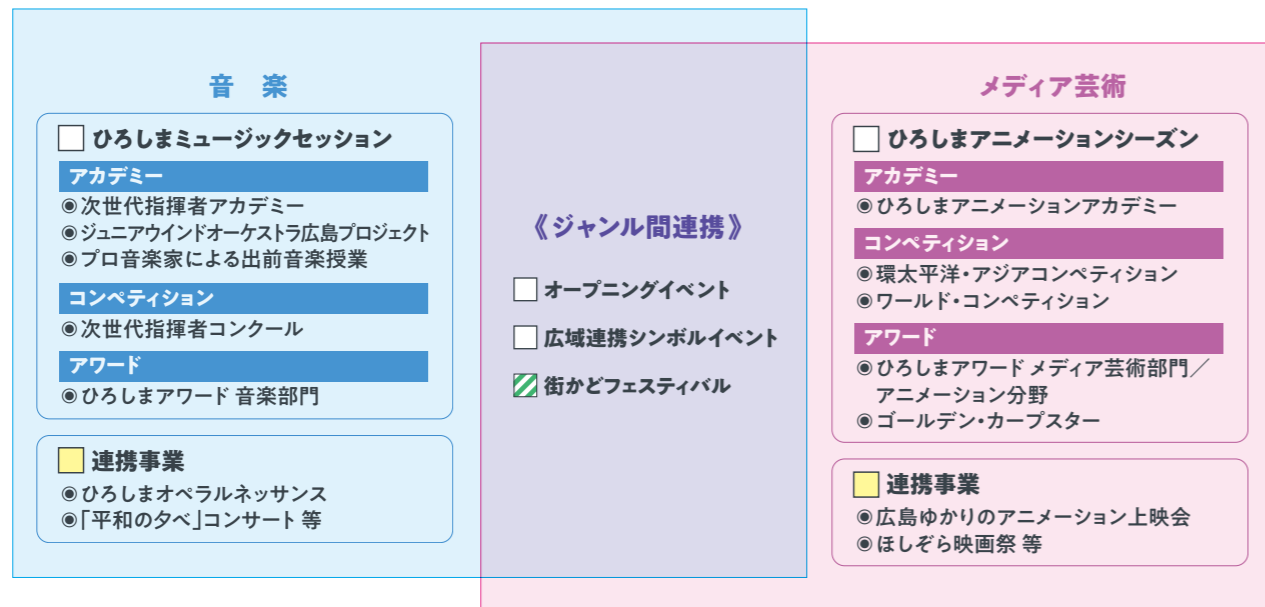 音 楽
ひろしまミュージックセッション
アカデミー
◉次世代指揮者アカデミー
◉ジュニアウインドオーケストラ広島プロジェクト
◉プロ音楽家による出前音楽授業
コンペティション
◉次世代指揮者コンクール
アワード
◉ひろしまアワード 音楽部門
連携事業
◉ひろしまオペラルネッサンス
◉「平和の夕べ」コンサート 等
《ジャンル間連携》
オープニングイベント
広域連携シンボルイベント
街かどフェスティバル
メディア芸術
ひろしまアニメーションシーズン
アカデミー
◉ひろしまアニメーションアカデミー
コンペティション
◉環太平洋・アジアコンペティション
◉ワールド・コンペティション
アワード
◉ひろしまアワード メディア芸術部門／
アニメーション分野
◉ゴールデン・カープスター
連携事業
◉広島ゆかりのアニメーション上映会
◉ほしぞら映画祭 等